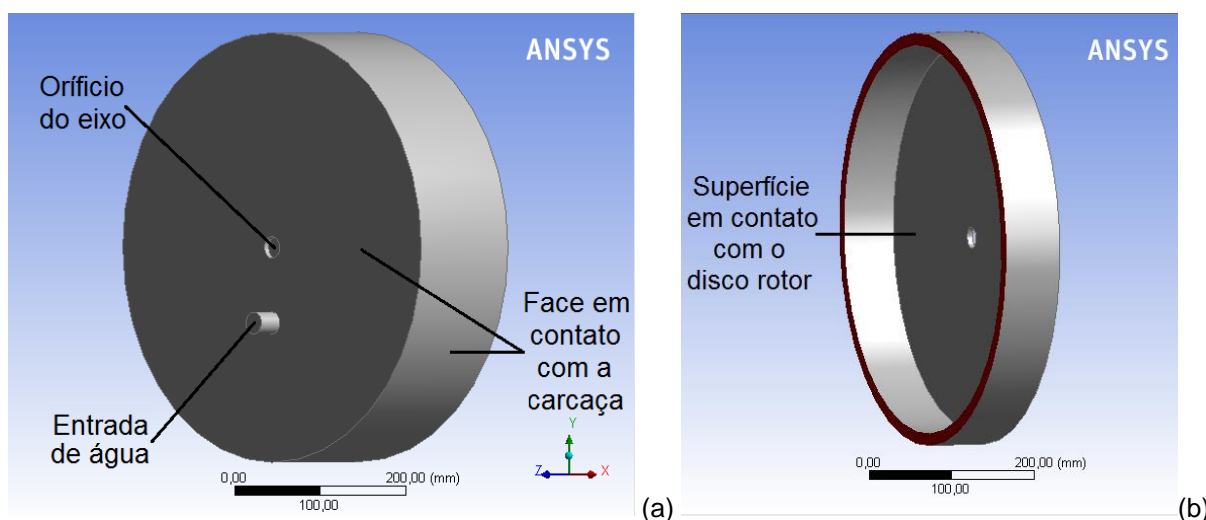 ANSYS
Oríficio
do eixo
Face em
contato
com a
carcaça
Entrada
de água
Y
Z
X
0,00
200,00 (mm)
100,00
(a)
ANSYS
Superfície
em contato
com o
disco rotor
0,00
200,00 (mm)
100,00
(b)